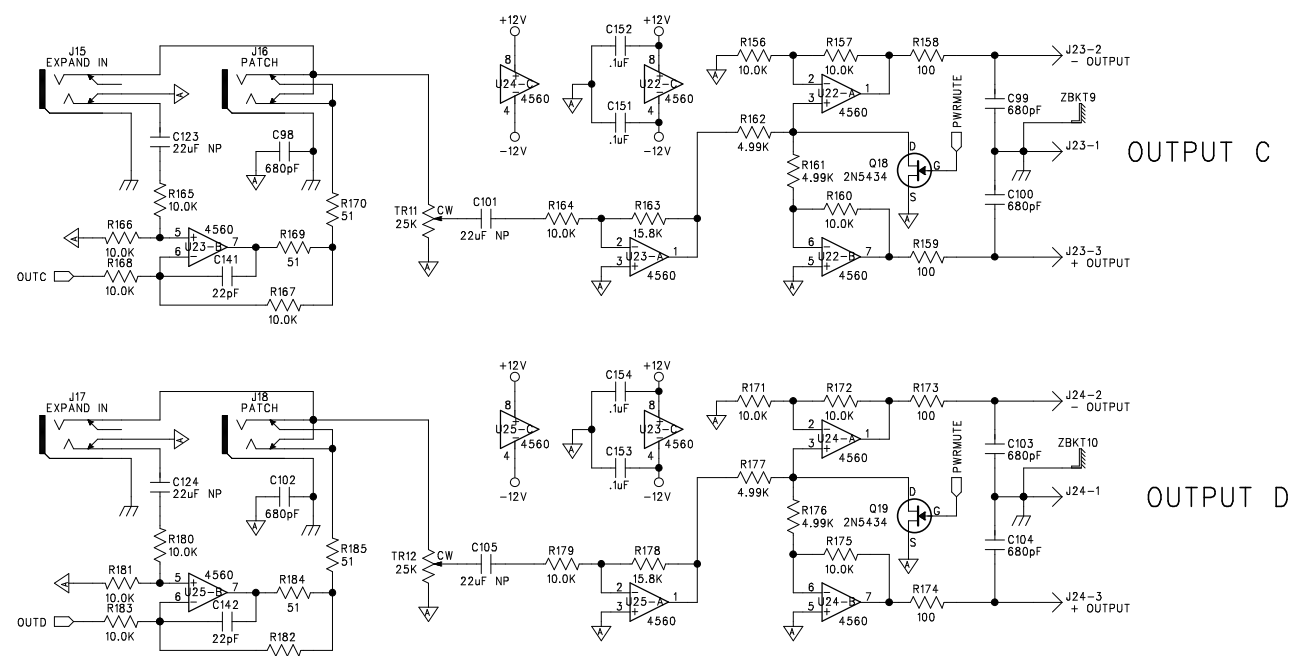 +12V
8
+
U24-C
−
4560
4
-12V
C152
.1uF
A
C151
.1uF
+12V
8
+
U22-C
−
4560
4
-12V
J15
EXPAND IN
J16
PATCH
A
C123
22uF NP
C98
680pF
A
R165
10.0K
R170
51
R166
10.0K
A
4560
5
+
U23-B
7
6
−
R169
51
OUTC
R168
10.0K
C141
22pF
R167
10.0K
TR11
25K
CW
A
C101
22uF NP
R164
10.0K
R163
15.8K
2
−
U23-A
1
3
+
4560
A
R156
10.0K
A
R157
10.0K
R158
100
2
−
U22-A
1
3
+
4560
R162
4.99K
R161
4.99K
R160
10.0K
Q18
2N5434
D
G
S
A
PWRMUTE
6
−
U22-B
7
5
+
4560
A
R159
100
C99
680pF
C100
680pF
J23-2
− OUTPUT
ZBKT9
J23-1
J23-3
+ OUTPUT
OUTPUT C
+12V
8
+
U25-C
−
4560
4
-12V
C154
.1uF
A
C153
.1uF
+12V
8
+
U23-C
−
4560
4
-12V
J17
EXPAND IN
J18
PATCH
A
C124
22uF NP
C102
680pF
A
R180
10.0K
R185
51
R181
10.0K
A
4560
5
+
U25-B
7
6
−
R184
51
OUTD
R183
10.0K
C142
22pF
R182
TR12
25K
CW
A
C105
22uF NP
R179
10.0K
R178
15.8K
2
−
U25-A
1
3
+
4560
A
R171
10.0K
A
R172
10.0K
R173
100
2
−
U24-A
1
3
+
4560
R177
4.99K
R176
4.99K
R175
10.0K
Q19
2N5434
D
G
S
A
PWRMUTE
6
−
U24-B
7
5
+
4560
A
R174
100
C103
680pF
C104
680pF
J24-2
− OUTPUT
ZBKT10
J24-1
J24-3
+ OUTPUT
OUTPUT D